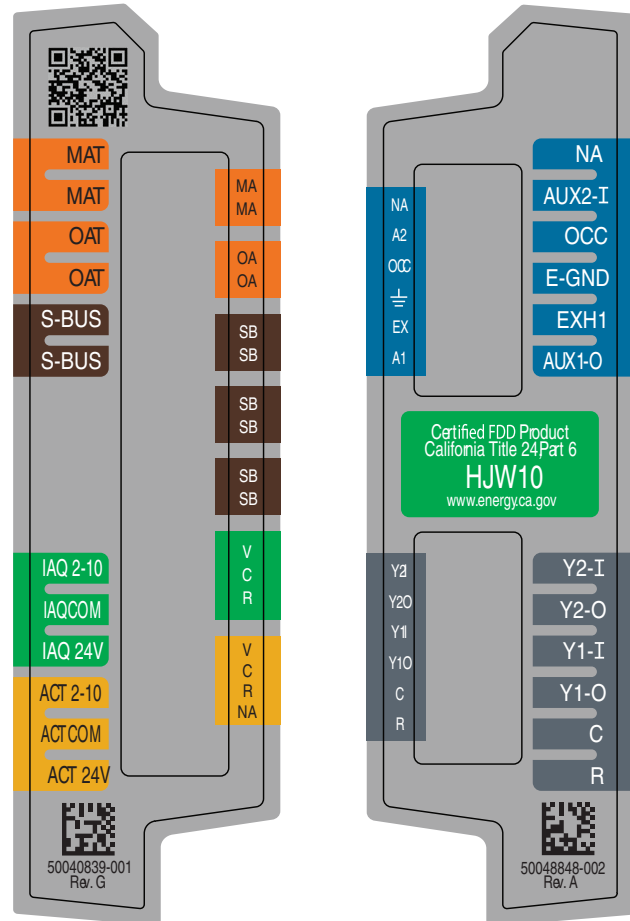 MAT
MAT
OAT
OAT
S-BUS
S-BUS
IAQ 2-10
IAQCOM
IAQ 24V
ACT 2-10
ACTCOM
ACT 24V
50040839-001
Rev. G
MA
MA
OA
OA
SB
SB
SB
SB
SB
SB
V
C
R
V
C
R
NA
NA
A2
OCC
EX
A1
NA
AUX2-I
OCC
E-GND
EXH1
AUX1-O
Certified FDD Product
California Title 24,Part 6
HJW10
www.energy.ca.gov
Y2I
Y2O
Y1I
Y1O
C
R
Y2-I
Y2-O
Y1-I
Y1-O
C
R
50048848-002
Rev. A